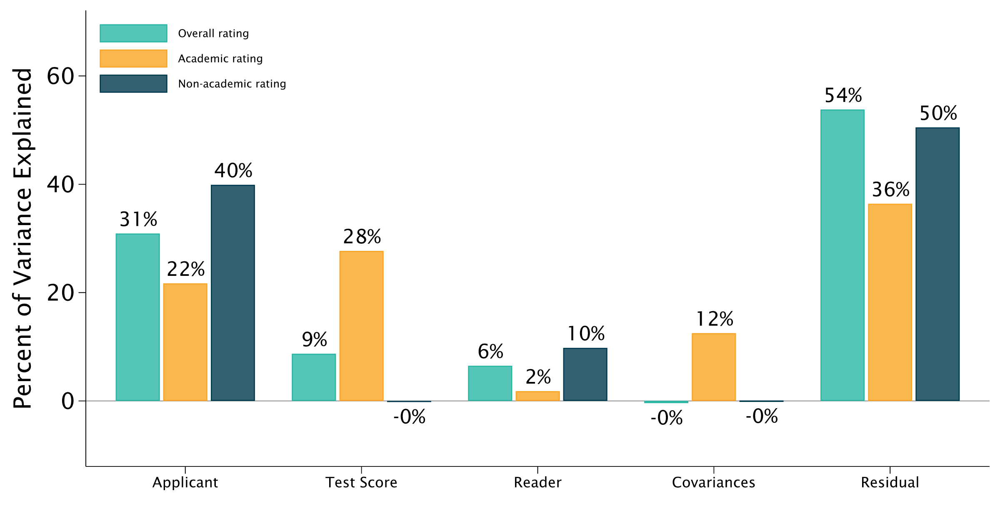 Percent of Variance Explained
60
40
20
0
Overall rating
Academic rating
Non-academic rating
31%
22%
40%
9%
28%
-0%
6%
2%
10%
-0%
12%
-0%
54%
36%
50%
Applicant
Test Score
Reader
Covariances
Residual